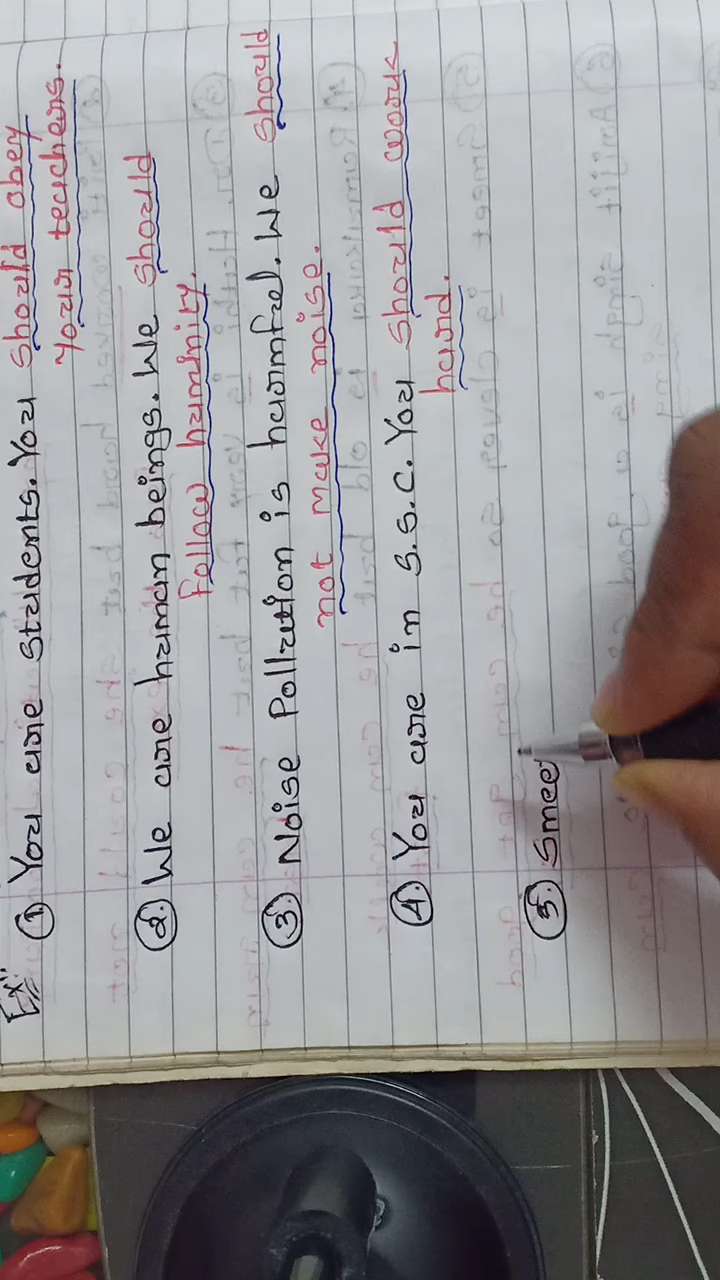 Ex"
① You are students. You should obey
your teachers.
②. We are human beings. We should
follow huminity.
③. Noise Pollution is harmful. We should
not make noise.
④. You are in S.S.C. You should work
hard.
⑤. Smee